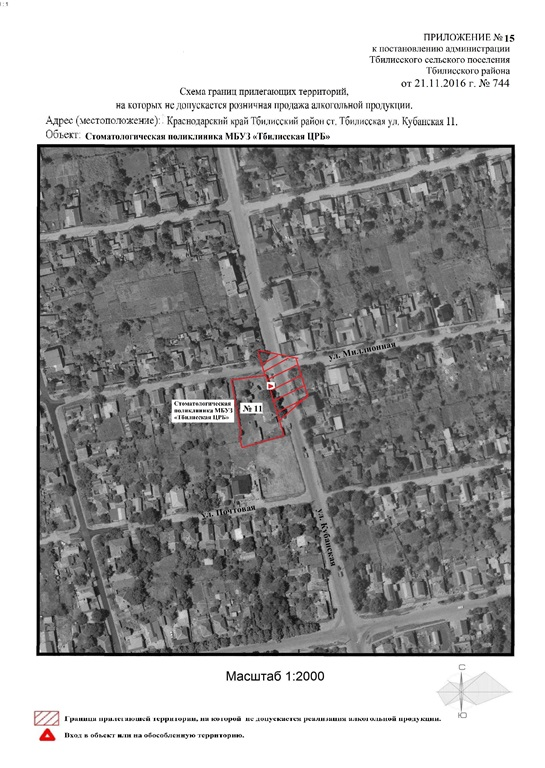 ПРИЛОЖЕНИЕ № 15
к постановлению администрации
Тбилисского сельского поселения
Тбилисского района
от 21.11.2016 г. № 744
Схема границ прилегающих территорий,
на которых не допускается розничная продажа алкогольной продукции.
Адрес (местоположение): Краснодарский край Тбилисский район ст. Тбилисская ул. Кубанская 11.
Объект: Стоматологическая поликлиника МБУЗ «Тбилисская ЦРБ»
ул. Миллионная
Стоматологическая
поликлиника МБУЗ
«Тбилисская ЦРБ»
№ 11
ул. Почтовая
ул. Кубанская
Масштаб 1:2000
С
Ю
Граница прилегающей территории, на которой не допускается реализация алкогольной продукции.
Вход в объект или на обособленную территорию.